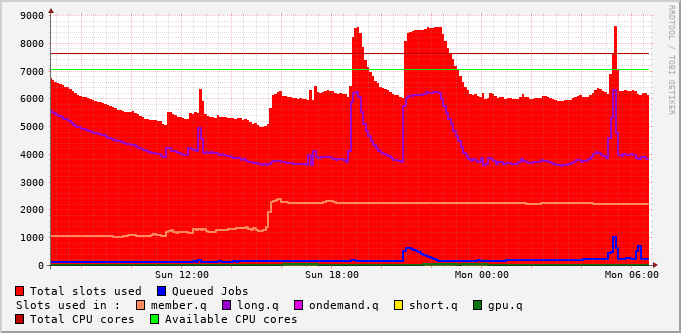 RRDTOOL / TOBI OETIKER
9000
8000
7000
6000
5000
4000
3000
2000
1000
0
Sun 12:00 Sun 18:00 Mon 00:00 Mon 06:00
Total slots used Queued Jobs
Slots used in : member.q long.q ondemand.q short.q gpu.q
Total CPU cores Available CPU cores